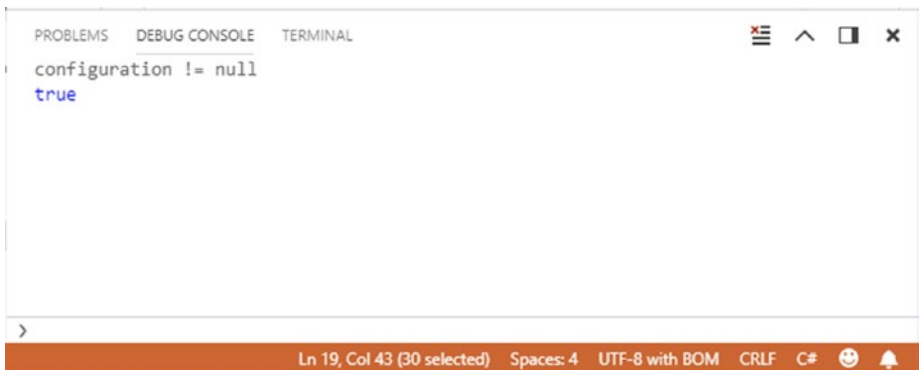 PROBLEMS DEBUG CONSOLE TERMINAL
configuration != null
true
Ln 19, Col 43 (30 selected) Spaces: 4 UTF-8 with BOM CRLF C#